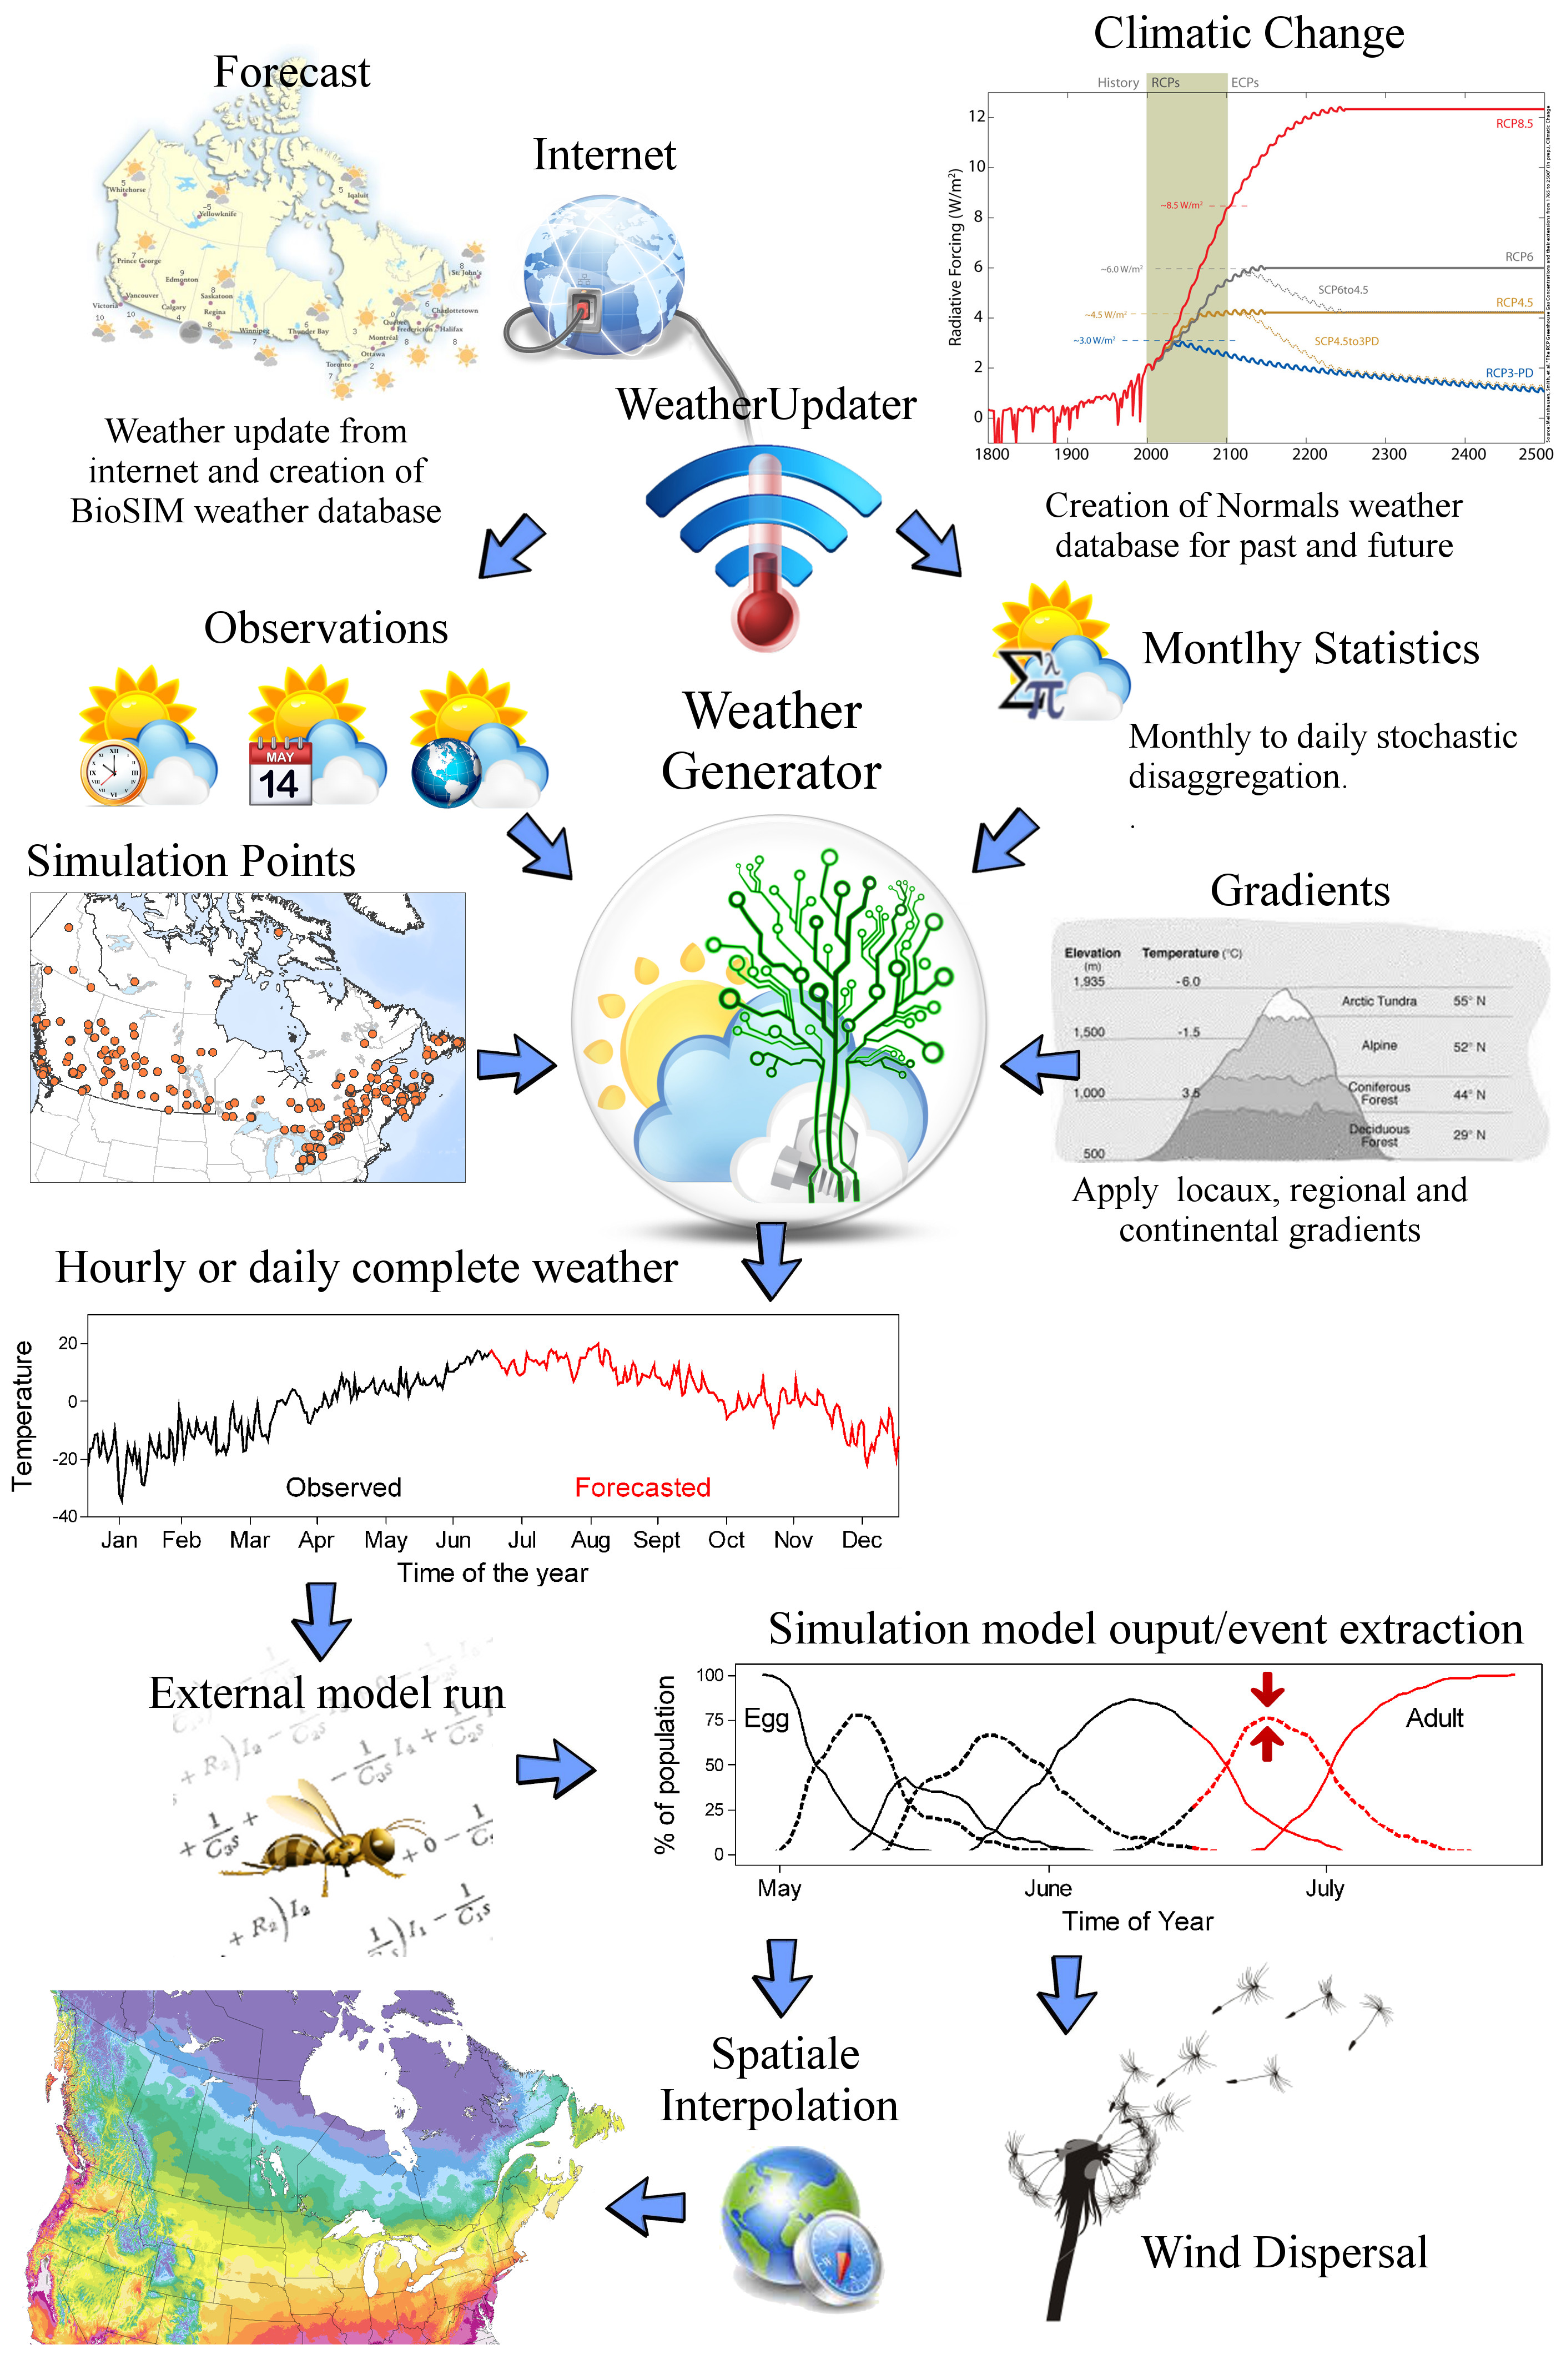 Forecast
Whitehorse
Yellowknife
Iqaluit
Prince George
Edmonton
St. John's
Victoria
Vancouver
Calgary
Saskatoon
Regina
Winnipeg
Thunder Bay
Quebec
Fredericton
Charlottetown
Halifax
Montréal
Ottawa
Toronto
Weather update from
internet and creation of
BioSIM weather database
Internet
WeatherUpdater
Climatic Change
History RCPs ECPs
Radiative Forcing (W/m²)
12
10
8
6
4
2
0
RCP8.5
~8.5 W/m²
RCP6
~6.0 W/m²
SCP6to4.5
RCP4.5
~4.5 W/m²
SCP4.5to3PD
~3.0 W/m²
RCP3-PD
1800 1900 2000 2100 2200 2300 2400 2500
Creation of Normals weather
database for past and future
Observations
XII
MAY
14
Montlhy Statistics
Σ λ π
Monthly to daily stochastic
disaggregation.
.
Weather
Generator
Simulation Points
Gradients
Elevation Temperature (°C)
(m)
1,935 -6.0
Arctic Tundra 55° N
1,500 -1.5
Alpine 52° N
1,000 3.5
Coniferous
Forest 44° N
Deciduous
Forest 29° N
500
Apply locaux, regional and
continental gradients
Hourly or daily complete weather
Temperature
20
0
-20
-40
Observed Forecasted
Jan Feb Mar Apr May Jun Jul Aug Sept Oct Nov Dec
Time of the year
External model run
Simulation model ouput/event extraction
% of population
100
75
50
25
0
Egg
Adult
May June July
Time of Year
Spatiale
Interpolation
Wind Dispersal